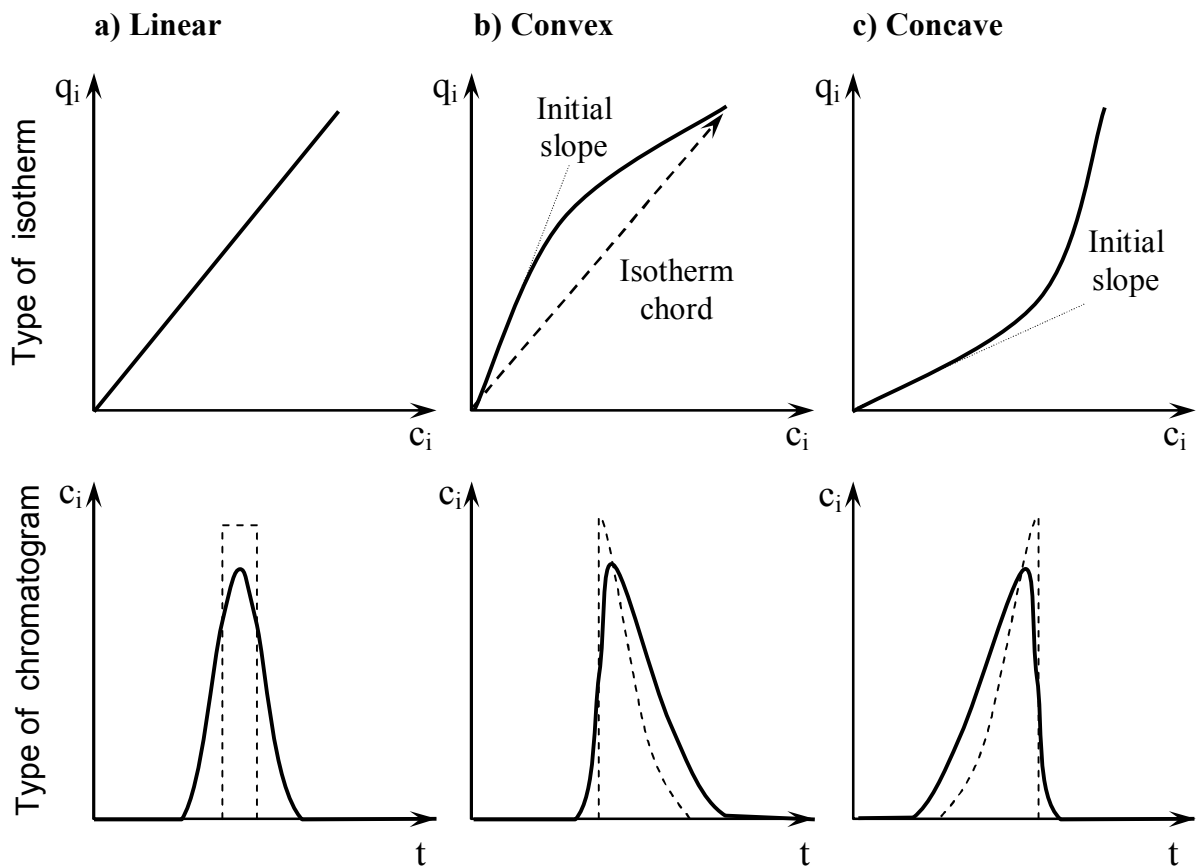 a) Linear
b) Convex
c) Concave
Type of isotherm
qᵢ
cᵢ
qᵢ
Initial
slope
Isotherm
chord
cᵢ
qᵢ
Initial
slope
cᵢ
Type of chromatogram
cᵢ
t
cᵢ
t
cᵢ
t